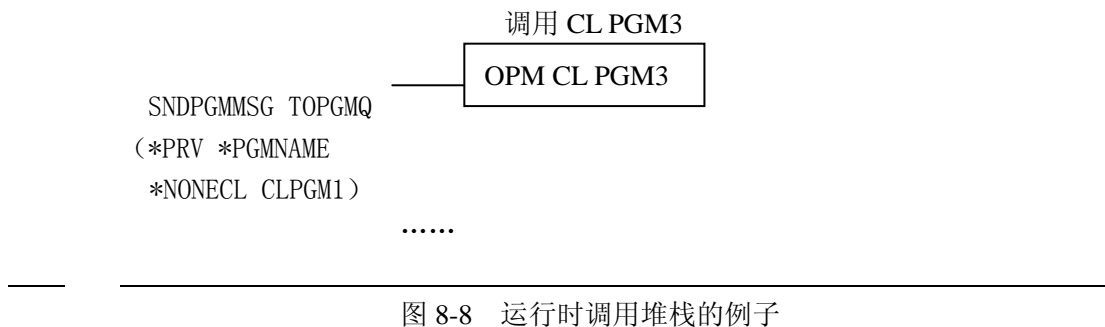 调用 CL PGM3
OPM CL PGM3
SNDPGMMSG TOPGMQ
（*PRV *PGMNAME
*NONECL CLPGM1）
……
图 8-8 运行时调用堆栈的例子